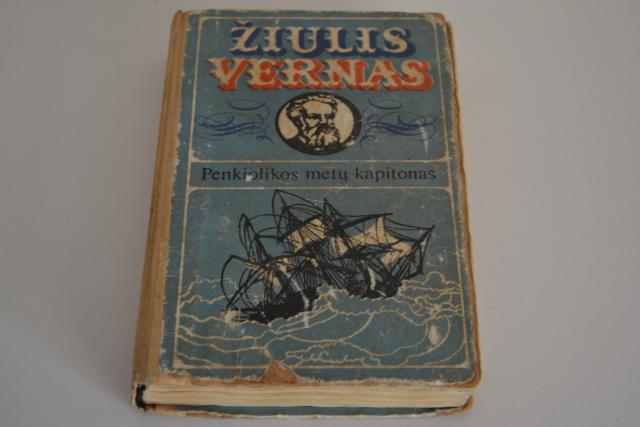 ŽIULIS
VERNAS
Penkiolikos metų kapitonas